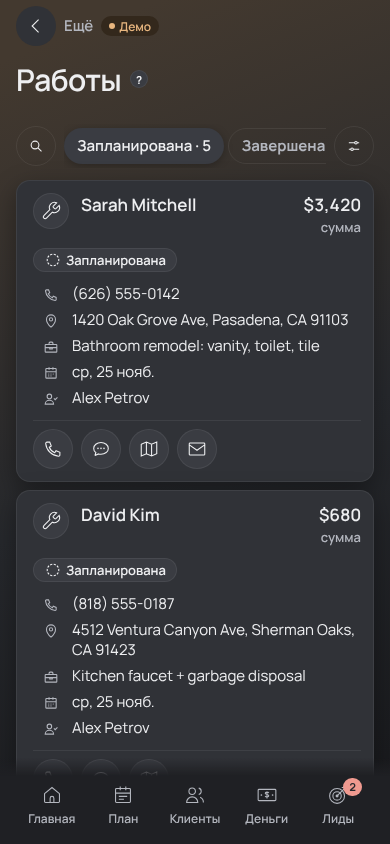 Ещё
Демо
Работы ?
Запланирована · 5
Завершена
Sarah Mitchell
$3,420
сумма
Запланирована
(626) 555-0142
1420 Oak Grove Ave, Pasadena, CA 91103
Bathroom remodel: vanity, toilet, tile
ср, 25 нояб.
Alex Petrov
David Kim
$680
сумма
Запланирована
(818) 555-0187
4512 Ventura Canyon Ave, Sherman Oaks,
CA 91423
Kitchen faucet + garbage disposal
ср, 25 нояб.
Alex Petrov
2
Главная
План
Клиенты
Деньги
Лиды